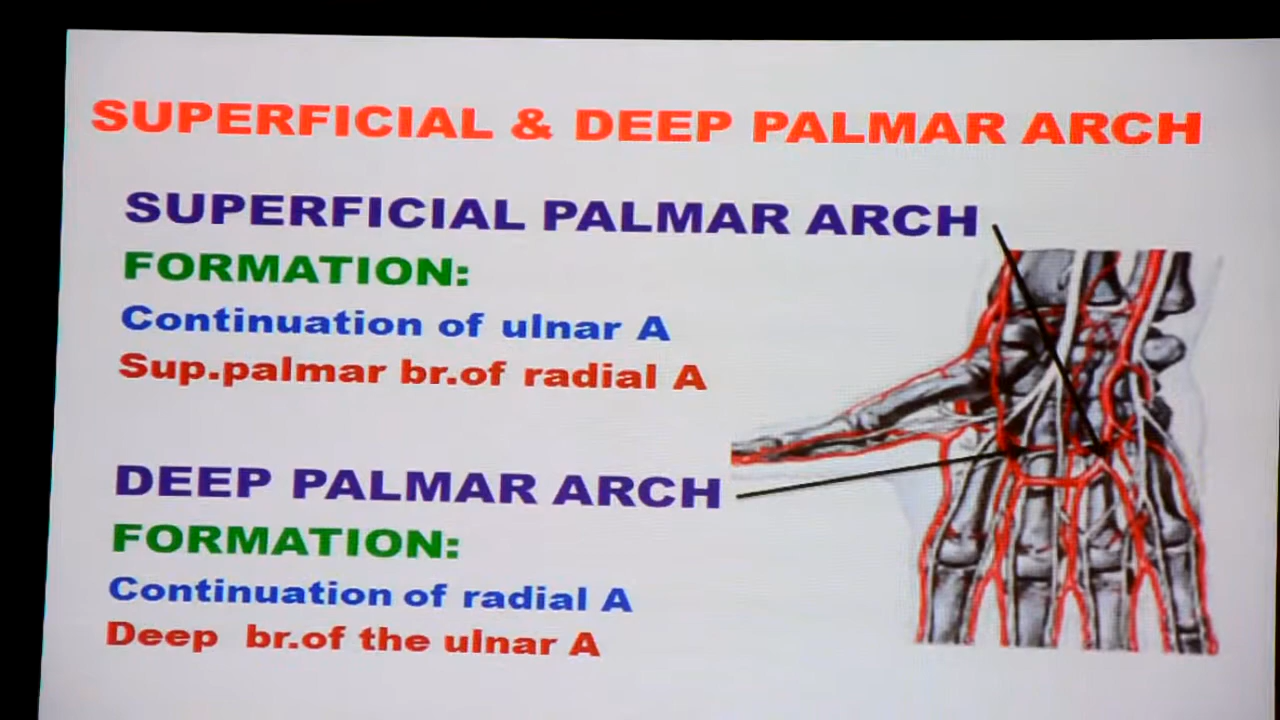 SUPERFICIAL & DEEP PALMAR ARCH
SUPERFICIAL PALMAR ARCH
FORMATION:
Continuation of ulnar A
Sup.palmar br.of radial A
DEEP PALMAR ARCH
FORMATION:
Continuation of radial A
Deep br.of the ulnar A